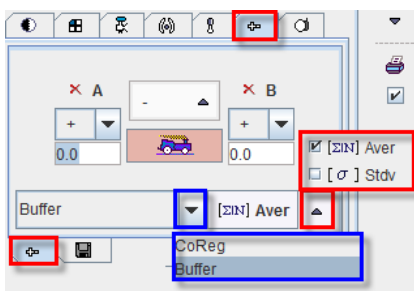 A
B
-
+
+
0.0
0.0
[ΣIN] Aver
[ σ ] Stdv
Buffer
[ΣIN] Aver
CoReg
Buffer